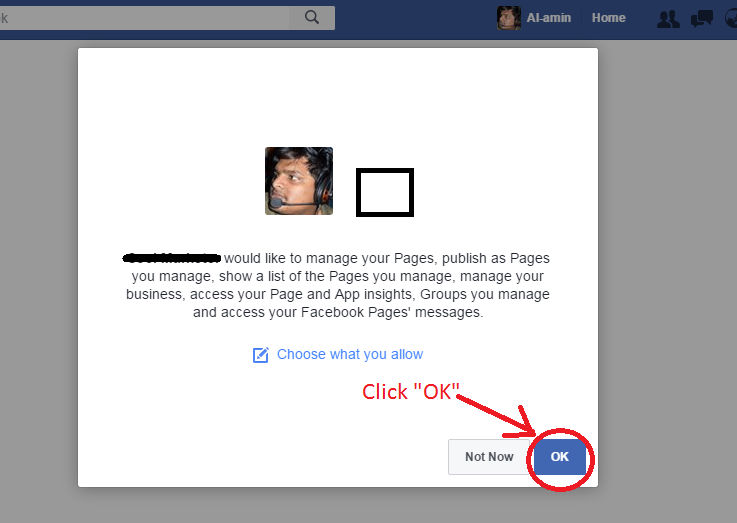 k
Al-amin Home
would like to manage your Pages, publish as Pages
you manage, show a list of the Pages you manage, manage your
business, access your Page and App insights, Groups you manage
and access your Facebook Pages' messages.
Choose what you allow
Click "OK"
Not Now OK